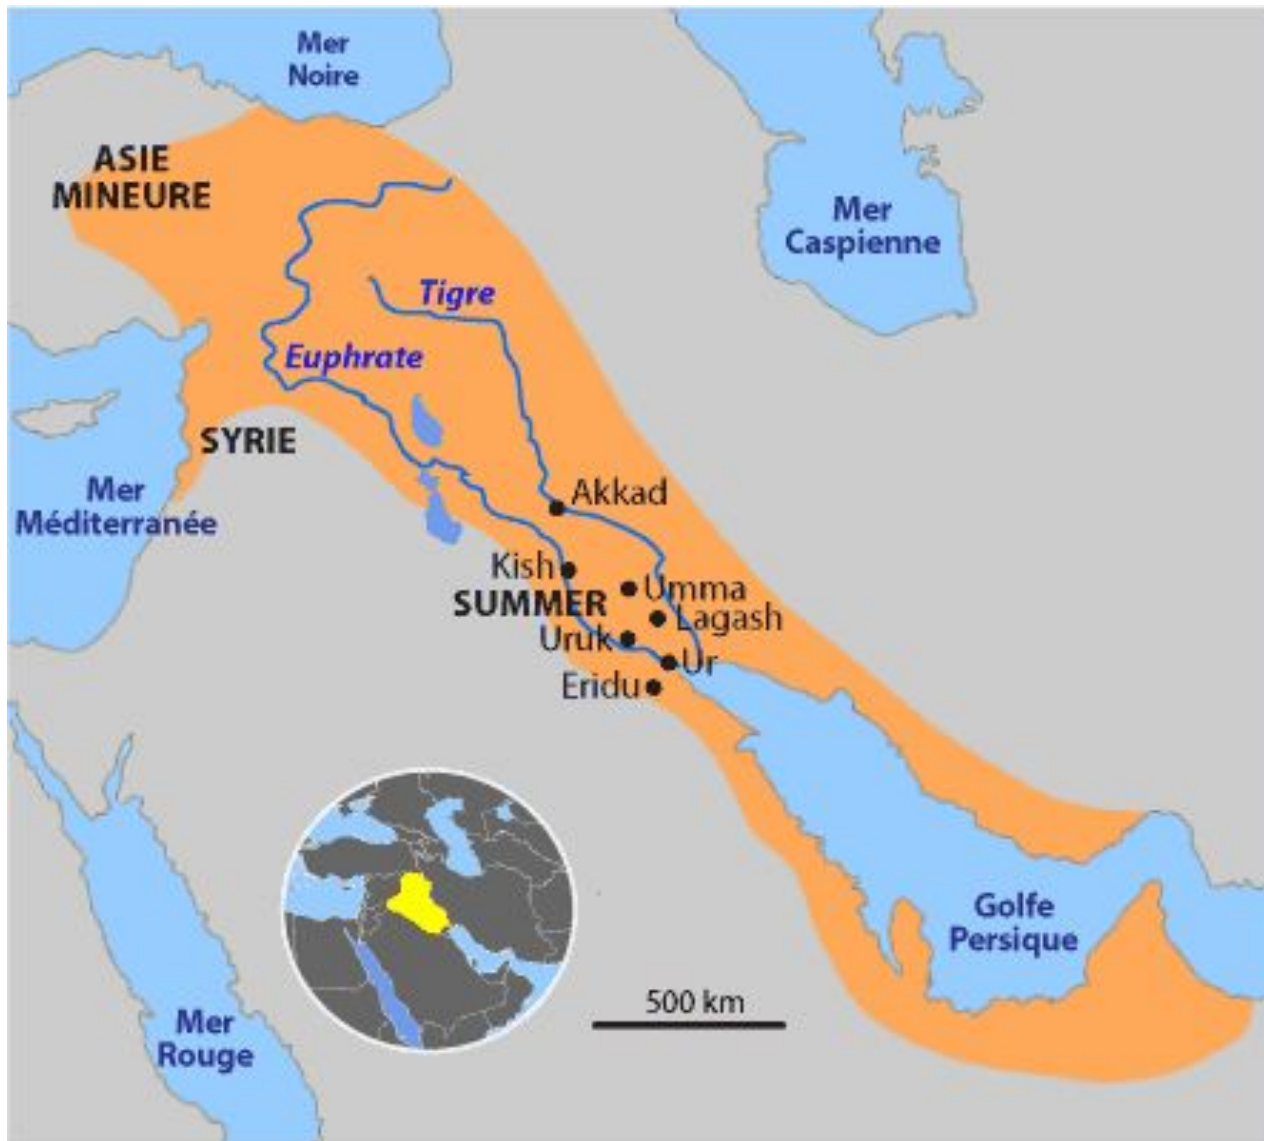 Mer
Noire
ASIE
MINEURE
Mer
Caspienne
Tigre
Euphrate
SYRIE
Mer
Méditerranée
Akkad
Kish
Umma
SUMMER
Lagash
Uruk
Ur
Eridu
Golfe
Persique
500 km
Mer
Rouge